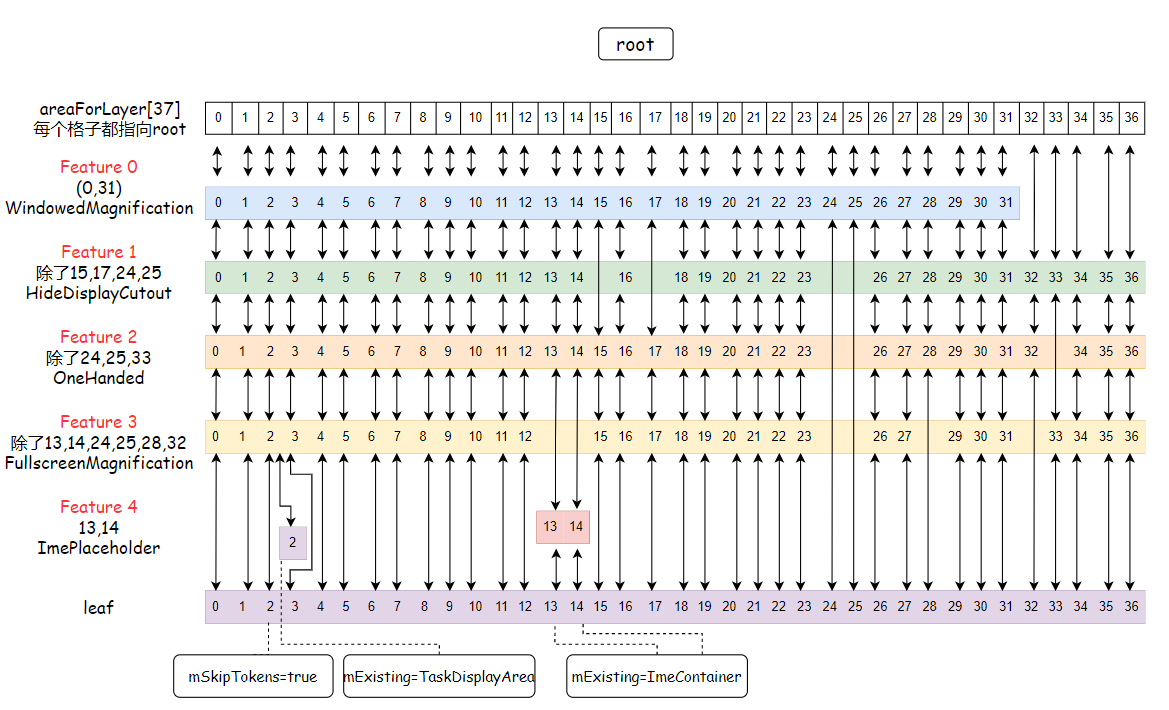 root
areaForLayer[37]
每个格子都指向root
0 1 2 3 4 5 6 7 8 9 10 11 12 13 14 15 16 17 18 19 20 21 22 23 24 25 26 27 28 29 30 31 32 33 34 35 36
Feature 0
(0,31)
WindowedMagnification
0 1 2 3 4 5 6 7 8 9 10 11 12 13 14 15 16 17 18 19 20 21 22 23 24 25 26 27 28 29 30 31
Feature 1
除了15,17,24,25
HideDisplayCutout
0 1 2 3 4 5 6 7 8 9 10 11 12 13 14 16 18 19 20 21 22 23 26 27 28 29 30 31 32 33 34 35 36
Feature 2
除了24,25,33
OneHanded
0 1 2 3 4 5 6 7 8 9 10 11 12 13 14 15 16 17 18 19 20 21 22 23 26 27 28 29 30 31 32 34 35 36
Feature 3
除了13,14,24,25,28,32
FullscreenMagnification
0 1 2 3 4 5 6 7 8 9 10 11 12 15 16 17 18 19 20 21 22 23 26 27 29 30 31 33 34 35 36
Feature 4
13,14
ImePlaceholder
2
13 14
leaf
0 1 2 3 4 5 6 7 8 9 10 11 12 13 14 15 16 17 18 19 20 21 22 23 24 25 26 27 28 29 30 31 32 33 34 35 36
mSkipTokens=true
mExisting=TaskDisplayArea
mExisting=ImeContainer